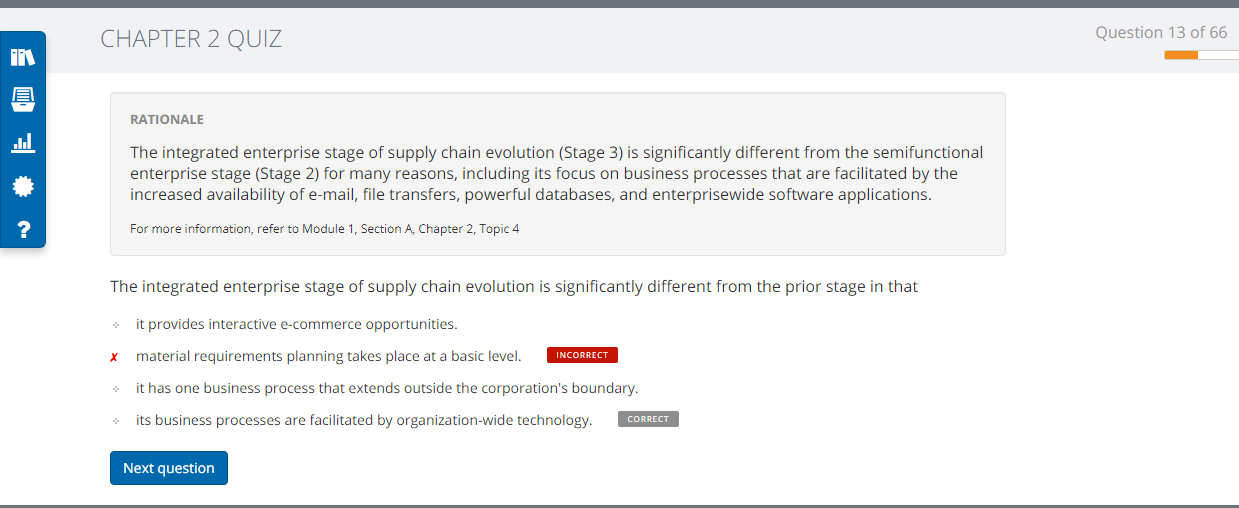 CHAPTER 2 QUIZ
Question 13 of 66
RATIONALE
The integrated enterprise stage of supply chain evolution (Stage 3) is significantly different from the semifunctional
enterprise stage (Stage 2) for many reasons, including its focus on business processes that are facilitated by the
increased availability of e-mail, file transfers, powerful databases, and enterprisewide software applications.
For more information, refer to Module 1, Section A, Chapter 2, Topic 4
The integrated enterprise stage of supply chain evolution is significantly different from the prior stage in that
it provides interactive e-commerce opportunities.
material requirements planning takes place at a basic level. INCORRECT
it has one business process that extends outside the corporation's boundary.
its business processes are facilitated by organization-wide technology. CORRECT
?
Next question